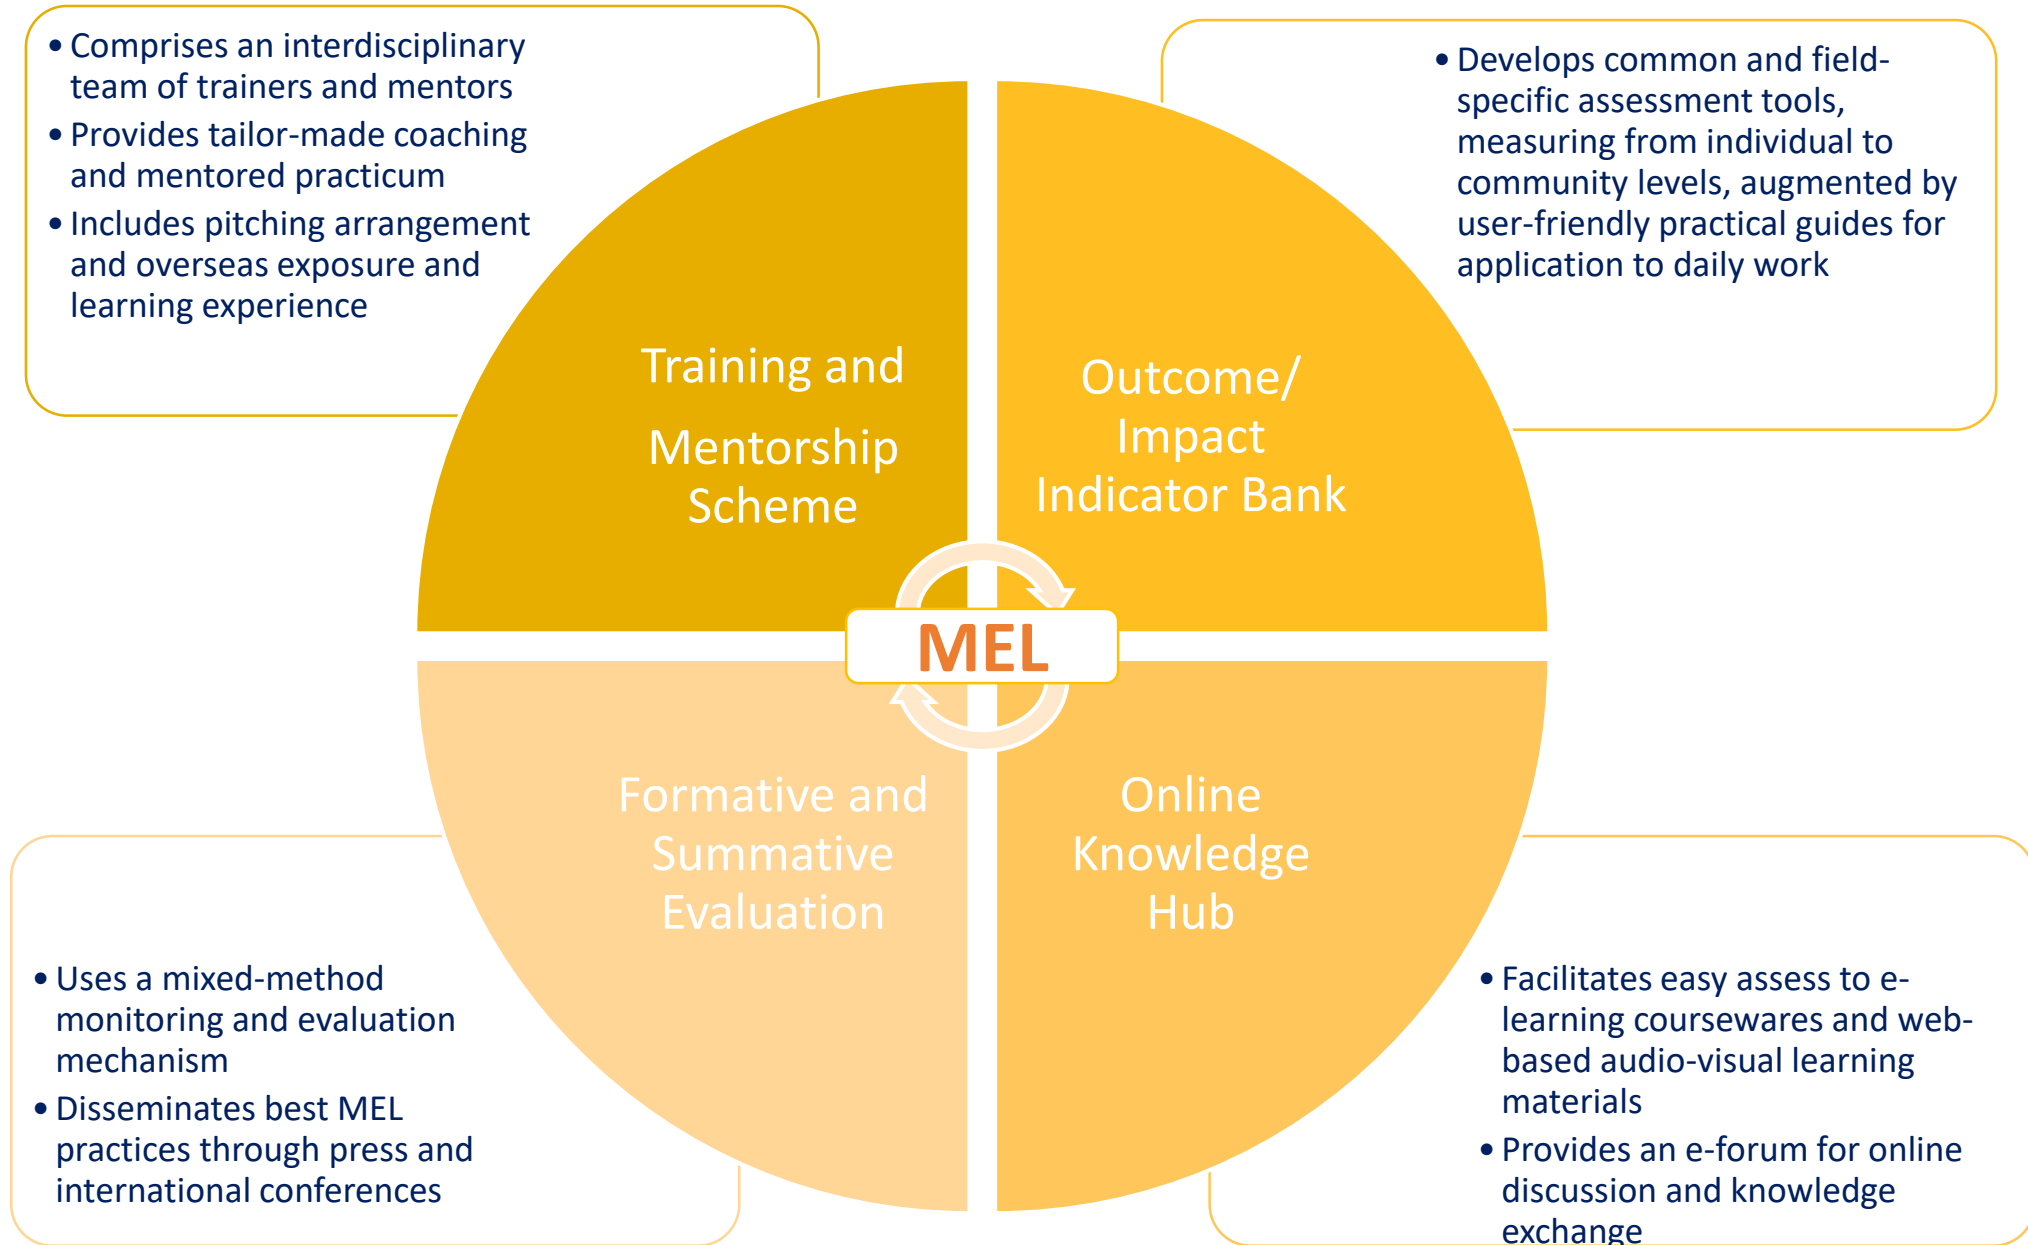 • Comprises an interdisciplinary
team of trainers and mentors
• Provides tailor-made coaching
and mentored practicum
• Includes pitching arrangement
and overseas exposure and
learning experience
• Develops common and field-
specific assessment tools,
measuring from individual to
community levels, augmented by
user-friendly practical guides for
application to daily work
Training and
Mentorship
Scheme
Outcome/
Impact
Indicator Bank
MEL
Formative and
Summative
Evaluation
Online
Knowledge
Hub
• Uses a mixed-method
monitoring and evaluation
mechanism
• Disseminates best MEL
practices through press and
international conferences
• Facilitates easy assess to e-
learning coursewares and web-
based audio-visual learning
materials
• Provides an e-forum for online
discussion and knowledge
exchange